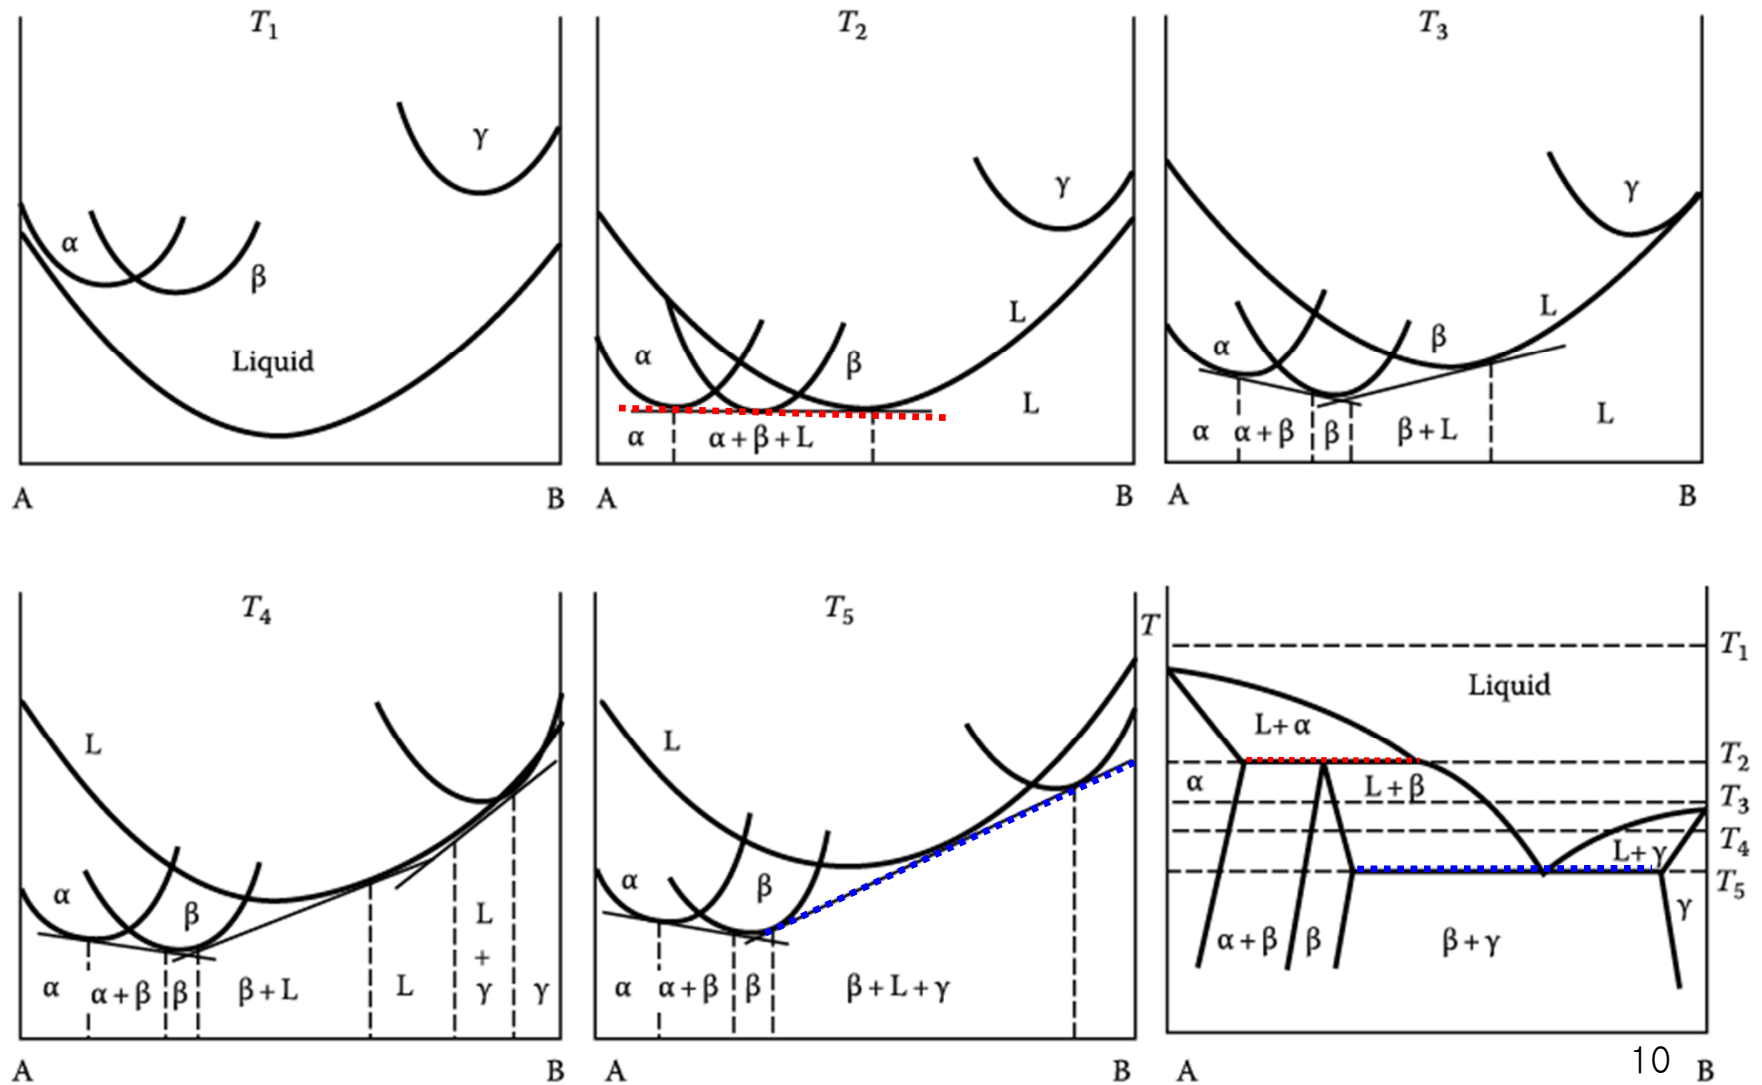 T₁
γ
α
β
Liquid
A B
T₂
γ
L
α
β
L
α α+β+L
A B
T₃
γ
L
β
α
L
α α+β β β+L
A B
T₄
L
α
β
L
+
γ
α α+β β β+L L γ
A B
T₅
L
α
β
α α+β β β+L+γ
A B
T
T₁
Liquid
L+α
T₂
α
L+β
T₃
T₄
L+γ
T₅
γ
α+β β β+γ
10
A B